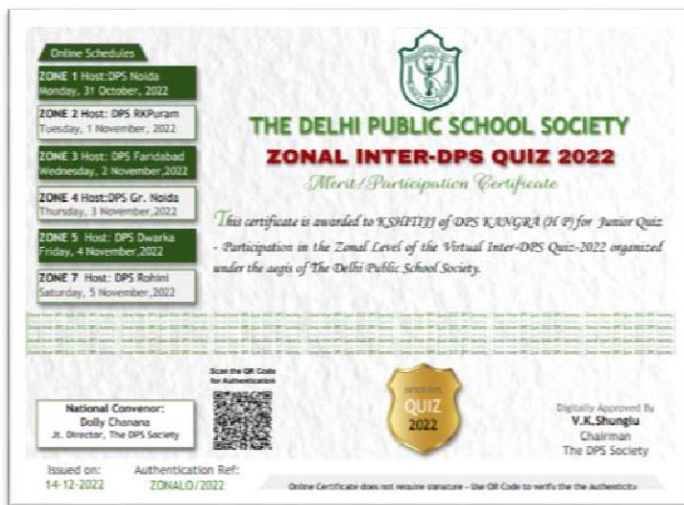 Online Schedules
ZONE 1 Host:DPS Noida
Monday, 31 October, 2022
ZONE 2 Host: DPS RKPuram
Tuesday, 1 November, 2022
ZONE 3 Host: DPS Faridabad
Wednesday, 2 November,2022
ZONE 4 Host:DPS Gr. Noida
Thursday, 3 November,2022
ZONE 5 Host: DPS Dwarka
Friday, 4 November,2022
ZONE 7 Host: DPS Rohini
Saturday, 5 November,2022
THE DELHI PUBLIC SCHOOL SOCIETY
ZONAL INTER-DPS QUIZ 2022
Merit/Participation Certificate
This certificate is awarded to KSHITIJ of DPS KANGRA (H P) for Junior Quiz
- Participation in the Zonal Level of the Virtual Inter-DPS Quiz-2022 organized
under the aegis of The Delhi Public School Society.
National Convenor:
Dolly Chanana
Jt. Director, The DPS Society
Scan the QR Code
for Authentication
INTER-DPS
QUIZ
2022
Digitally Approved By
V.K.Shunglu
Chairman
The DPS Society
Issued on:
14-12-2022
Authentication Ref:
ZONALO/2022
Online Certificate does not require signature - Use QR Code to verify the the Authenticity